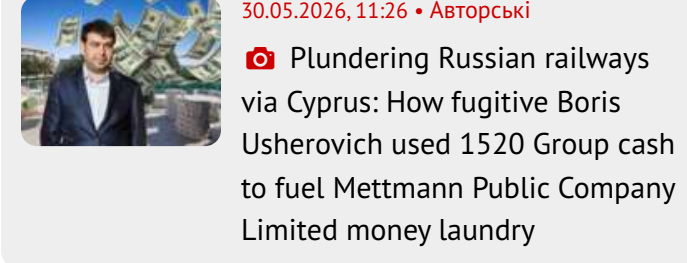 30.05.2026, 11:26 • Авторські
Plundering Russian railways
via Cyprus: How fugitive Boris
Usherovich used 1520 Group cash
to fuel Mettmann Public Company
Limited money laundry